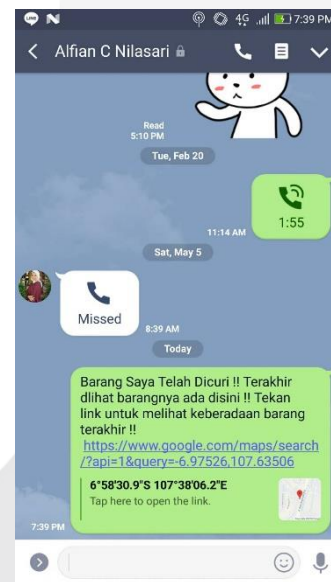 LINE N 4G 7:39 PM
Alfian C Nilasari
Read
5:10 PM
Tue, Feb 20
1:55
11:14 AM
Sat, May 5
Missed
8:39 AM
Today
Barang Saya Telah Dicuri !! Terakhir
dlihat barangnya ada disini !! Tekan
link untuk melihat keberadaan barang
terakhir !!
https://www.google.com/maps/search
/?api=1&query=-6.97526,107.63506
6°58'30.9"S 107°38'06.2"E
Tap here to open the link.
7:39 PM